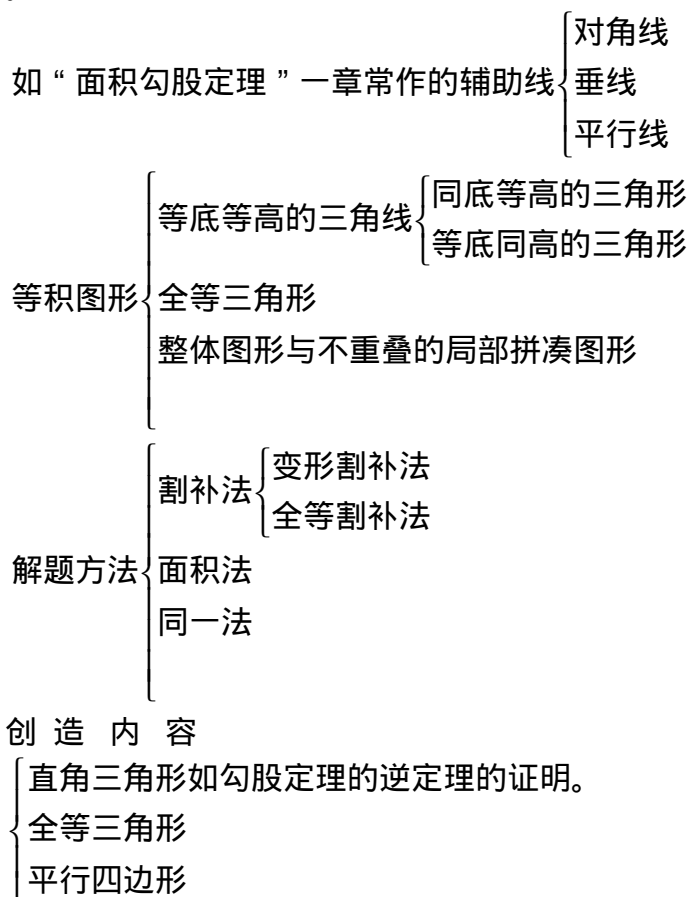 对角线
如“面积勾股定理”一章常作的辅助线
垂线
平行线
等底等高的三角线
同底等高的三角形
等底同高的三角形
等积图形
全等三角形
整体图形与不重叠的局部拼凑图形
割补法
变形割补法
全等割补法
解题方法
面积法
同一法
创造内容
直角三角形如勾股定理的逆定理的证明。
全等三角形
平行四边形